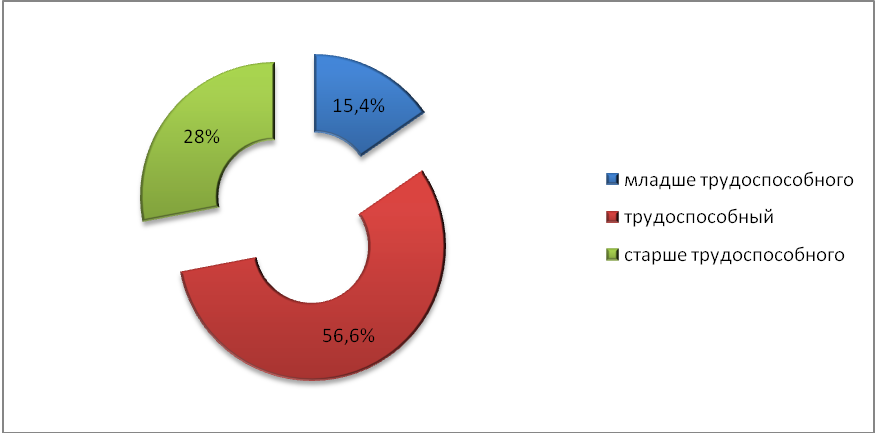 15,4%
28%
56,6%
младше трудоспособного
трудоспособный
старше трудоспособного